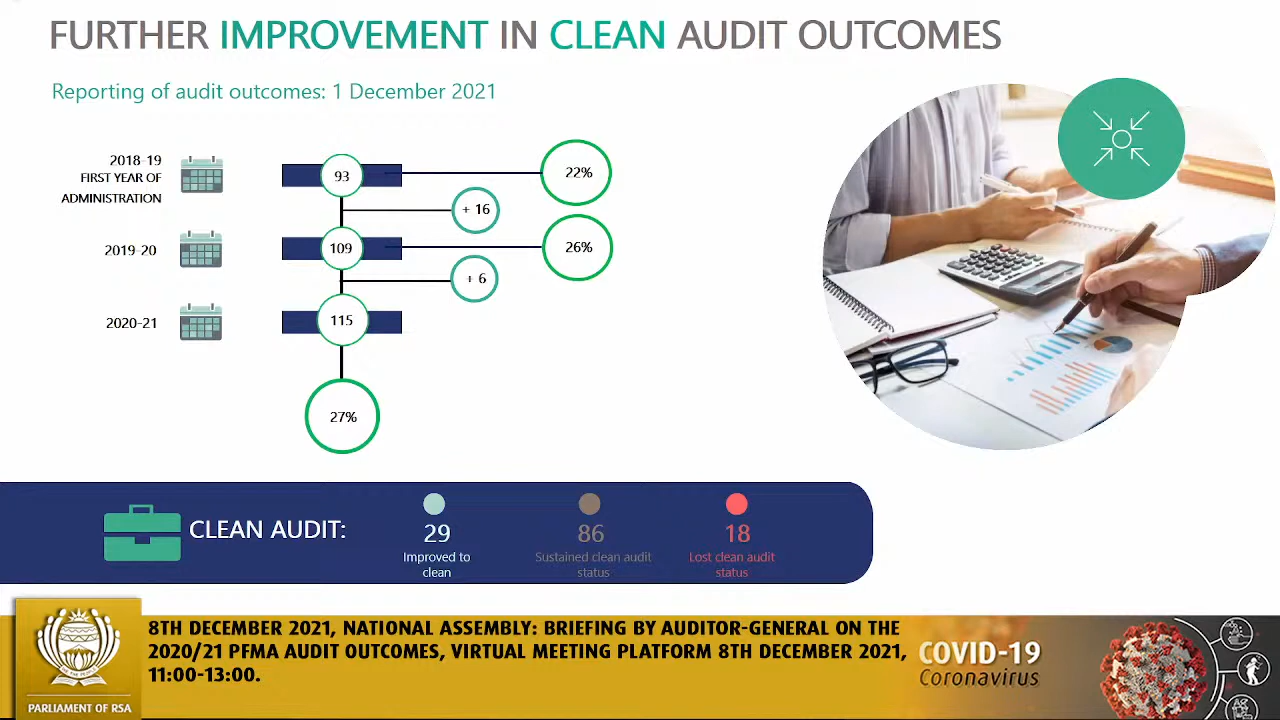 FURTHER IMPROVEMENT IN CLEAN AUDIT OUTCOMES
Reporting of audit outcomes: 1 December 2021
2018-19
FIRST YEAR OF
ADMINISTRATION
93
22%
+ 16
2019-20
109
26%
+ 6
2020-21
115
27%
CLEAN AUDIT:
29
Improved to
clean
86
Sustained clean audit
status
18
Lost clean audit
status
8TH DECEMBER 2021, NATIONAL ASSEMBLY: BRIEFING BY AUDITOR-GENERAL ON THE
2020/21 PFMA AUDIT OUTCOMES, VIRTUAL MEETING PLATFORM 8TH DECEMBER 2021,
11:00-13:00.
PARLIAMENT OF RSA
COVID-19
Coronavirus